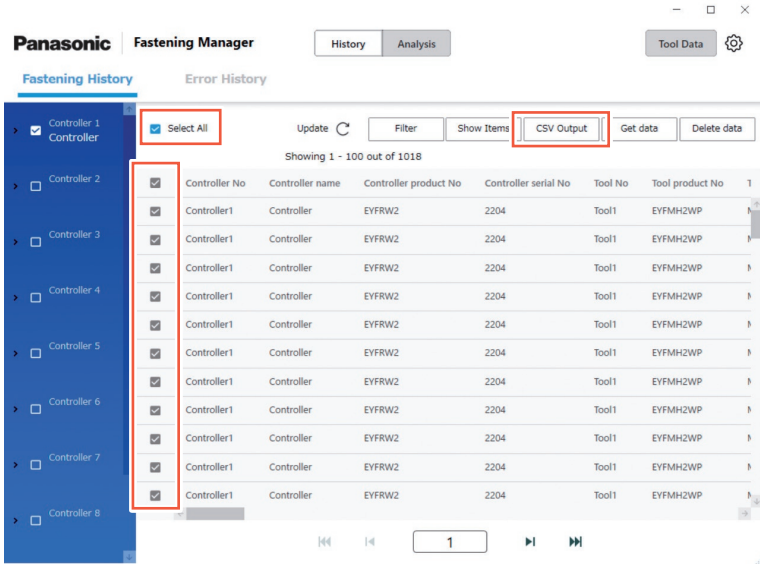 Panasonic Fastening Manager History Analysis Tool Data
Fastening History Error History
Controller 1
Controller
Select All Update Filter Show Items CSV Output Get data Delete data
Showing 1 - 100 out of 1018
Controller 2
Controller 3
Controller 4
Controller 5
Controller 6
Controller 7
Controller 8
Controller No Controller name Controller product No Controller serial No Tool No Tool product No
Controller1 Controller EYFRW2 2204 Tool1 EYFMH2WP
Controller1 Controller EYFRW2 2204 Tool1 EYFMH2WP
Controller1 Controller EYFRW2 2204 Tool1 EYFMH2WP
Controller1 Controller EYFRW2 2204 Tool1 EYFMH2WP
Controller1 Controller EYFRW2 2204 Tool1 EYFMH2WP
Controller1 Controller EYFRW2 2204 Tool1 EYFMH2WP
Controller1 Controller EYFRW2 2204 Tool1 EYFMH2WP
Controller1 Controller EYFRW2 2204 Tool1 EYFMH2WP
Controller1 Controller EYFRW2 2204 Tool1 EYFMH2WP
Controller1 Controller EYFRW2 2204 Tool1 EYFMH2WP
Controller1 Controller EYFRW2 2204 Tool1 EYFMH2WP
1